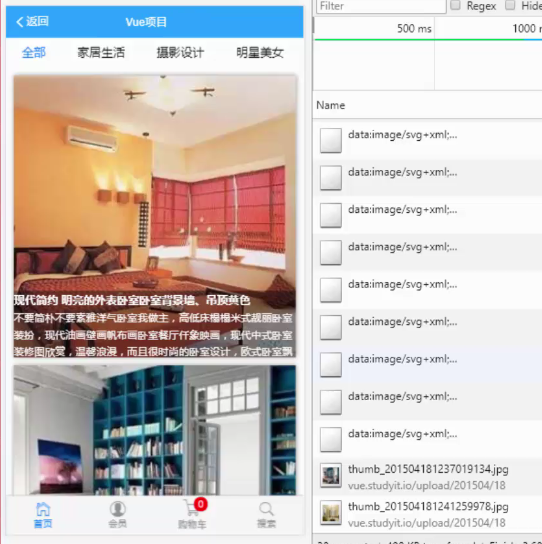 返回
Vue项目
全部
家居生活
摄影设计
明星美女
现代简约 明亮的外表卧室卧室背景墙、吊顶黄色
不要简朴不要素雅洋气卧室我做主，高低床榻榻米式靓丽卧室
装扮，现代油画壁画帆布画卧室餐厅仟象映画，现代中式卧室
装修图欣赏，温馨浪漫，而且很时尚的卧室设计，欧式卧室飘
首页
会员
0
购物车
搜索
Filter
Regex
Hide
500 ms
1000
Name
data:image/svg+xml;...
data:image/svg+xml;...
data:image/svg+xml;...
data:image/svg+xml;...
data:image/svg+xml;...
data:image/svg+xml;...
data:image/svg+xml;...
data:image/svg+xml;...
data:image/svg+xml;...
thumb_201504181237019134.jpg
vue.studyit.io/upload/201504/18
thumb_201504181241259978.jpg
vue.studyit.io/upload/201504/18